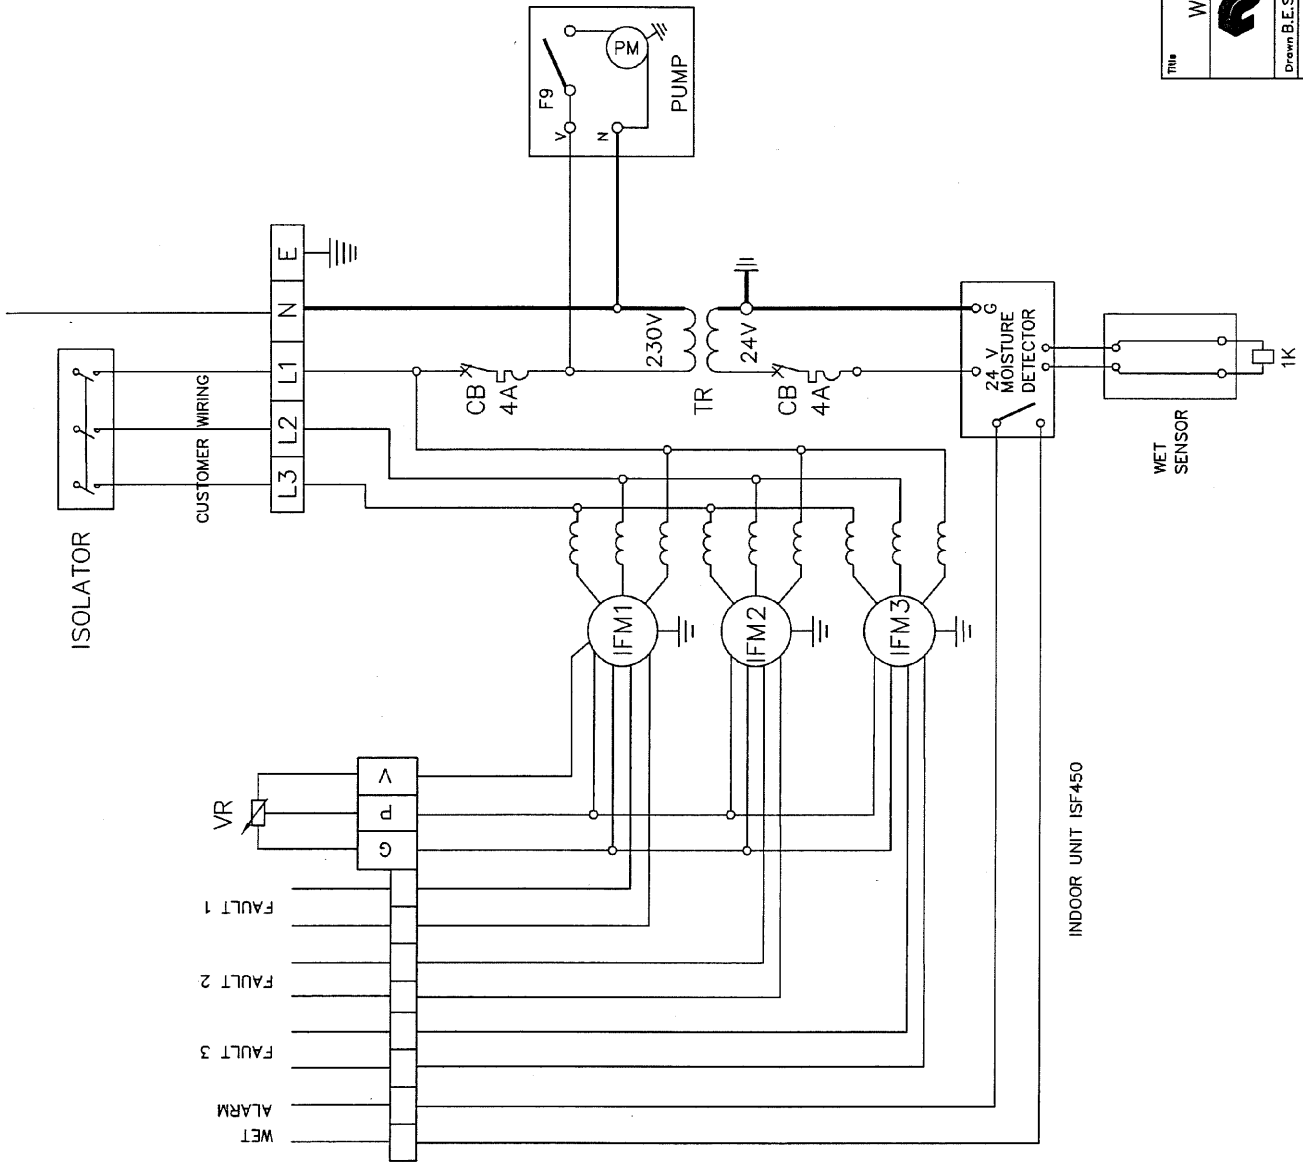 PM
F9
V
N
PUMP
Title
W
Drawn B.E.S
ISOLATOR
CUSTOMER WIRING
L3
L2
L1
N
E
CB
4A
230V
24V
TR
CB
4A
G
24 V
MOISTURE
DETECTOR
WET
SENSOR
1K
IFM1
IFM2
IFM3
VR
V
P
G
FAULT 1
FAULT 2
FAULT 3
WET
ALARM
INDOOR UNIT ISF450